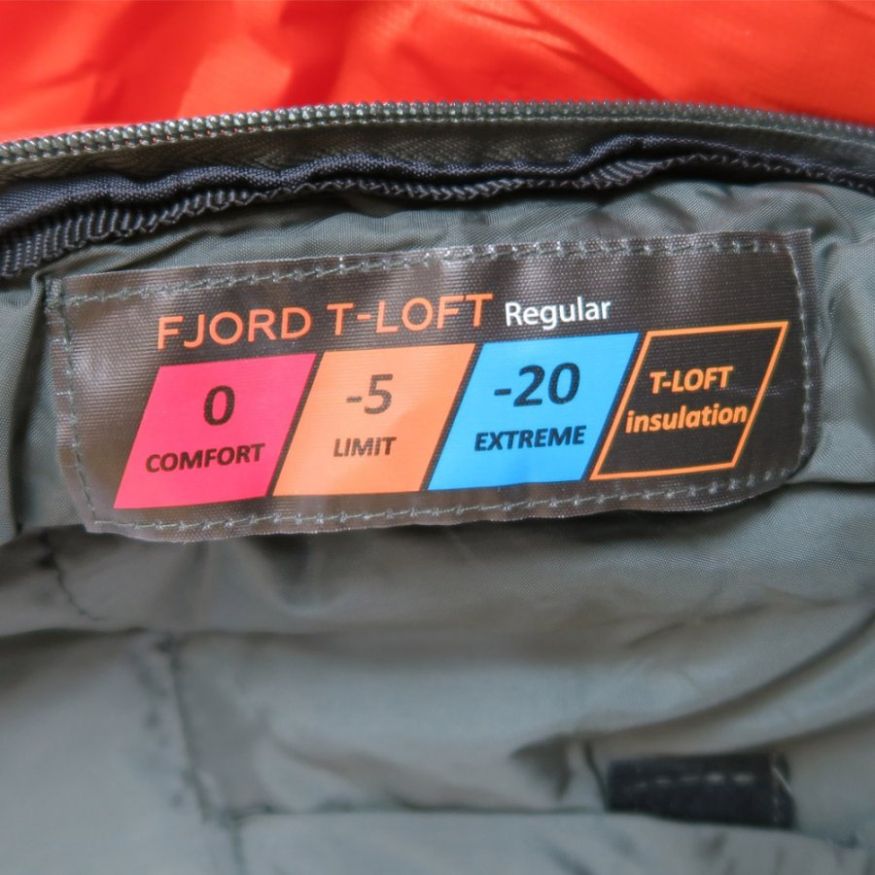 FJORD T-LOFT Regular
0
COMFORT
-5
LIMIT
-20
EXTREME
T-LOFT
insulation